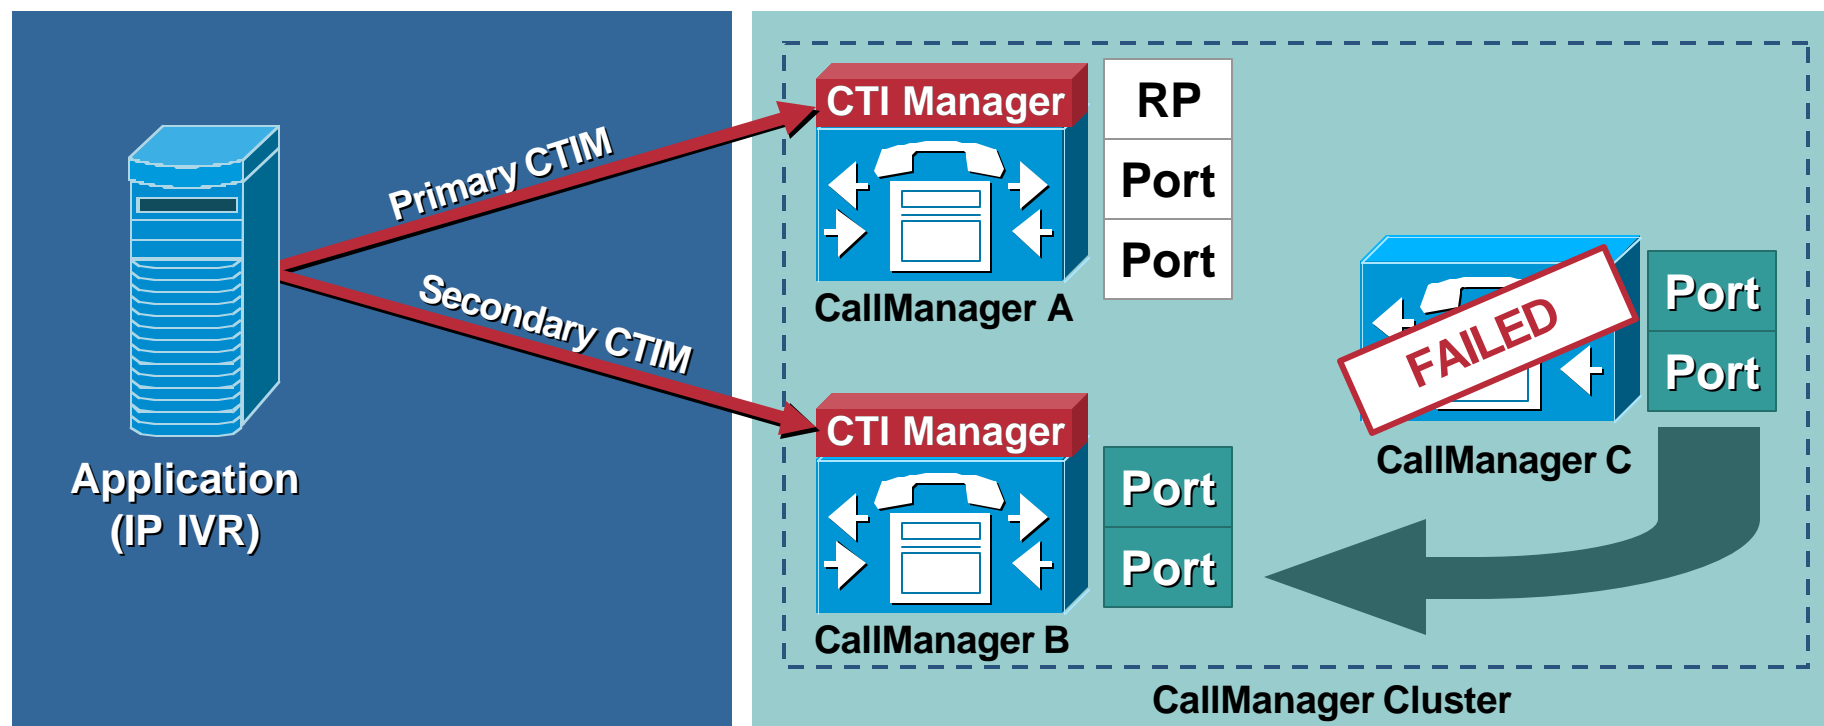 Application
(IP IVR)
Primary CTIM
Secondary CTIM
CTI Manager
CallManager A
RP
Port
Port
CTI Manager
CallManager B
Port
Port
FAILED
CallManager C
Port
Port
CallManager Cluster